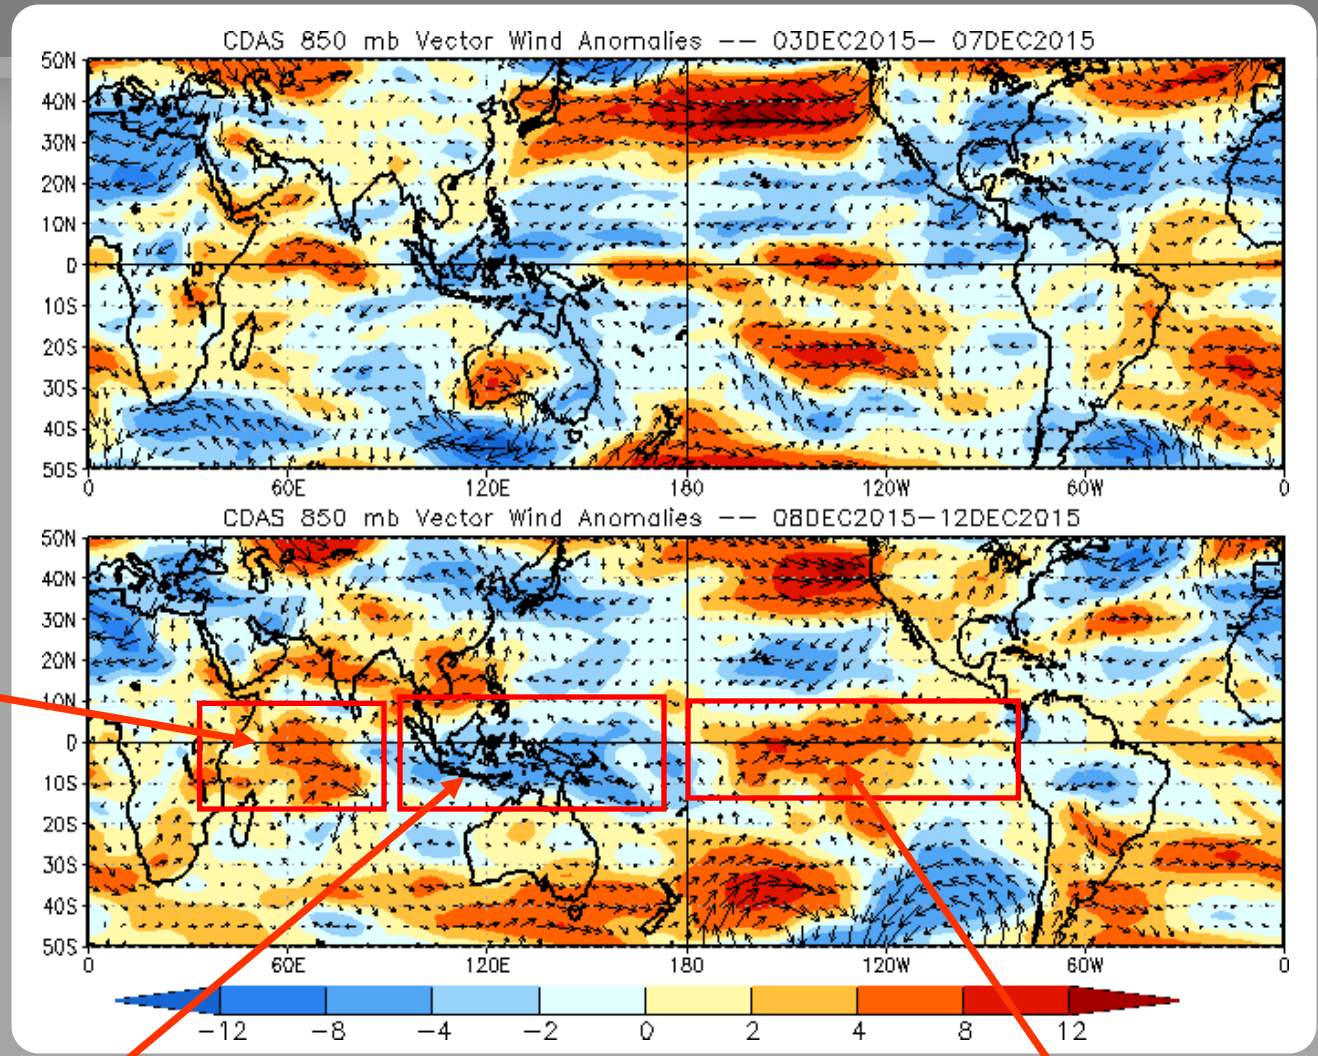 CDAS 850 mb Vector Wind Anomalies -- 03DEC2015- 07DEC2015
50N
40N
30N
20N
10N
0
10S
20S
30S
40S
50S
0 60E 120E 180 120W 60W 0
CDAS 850 mb Vector Wind Anomalies -- 08DEC2015-12DEC2015
50N
40N
30N
20N
10N
0
10S
20S
30S
40S
50S
0 60E 120E 180 120W 60W 0
-12 -8 -4 -2 0 2 4 8 12